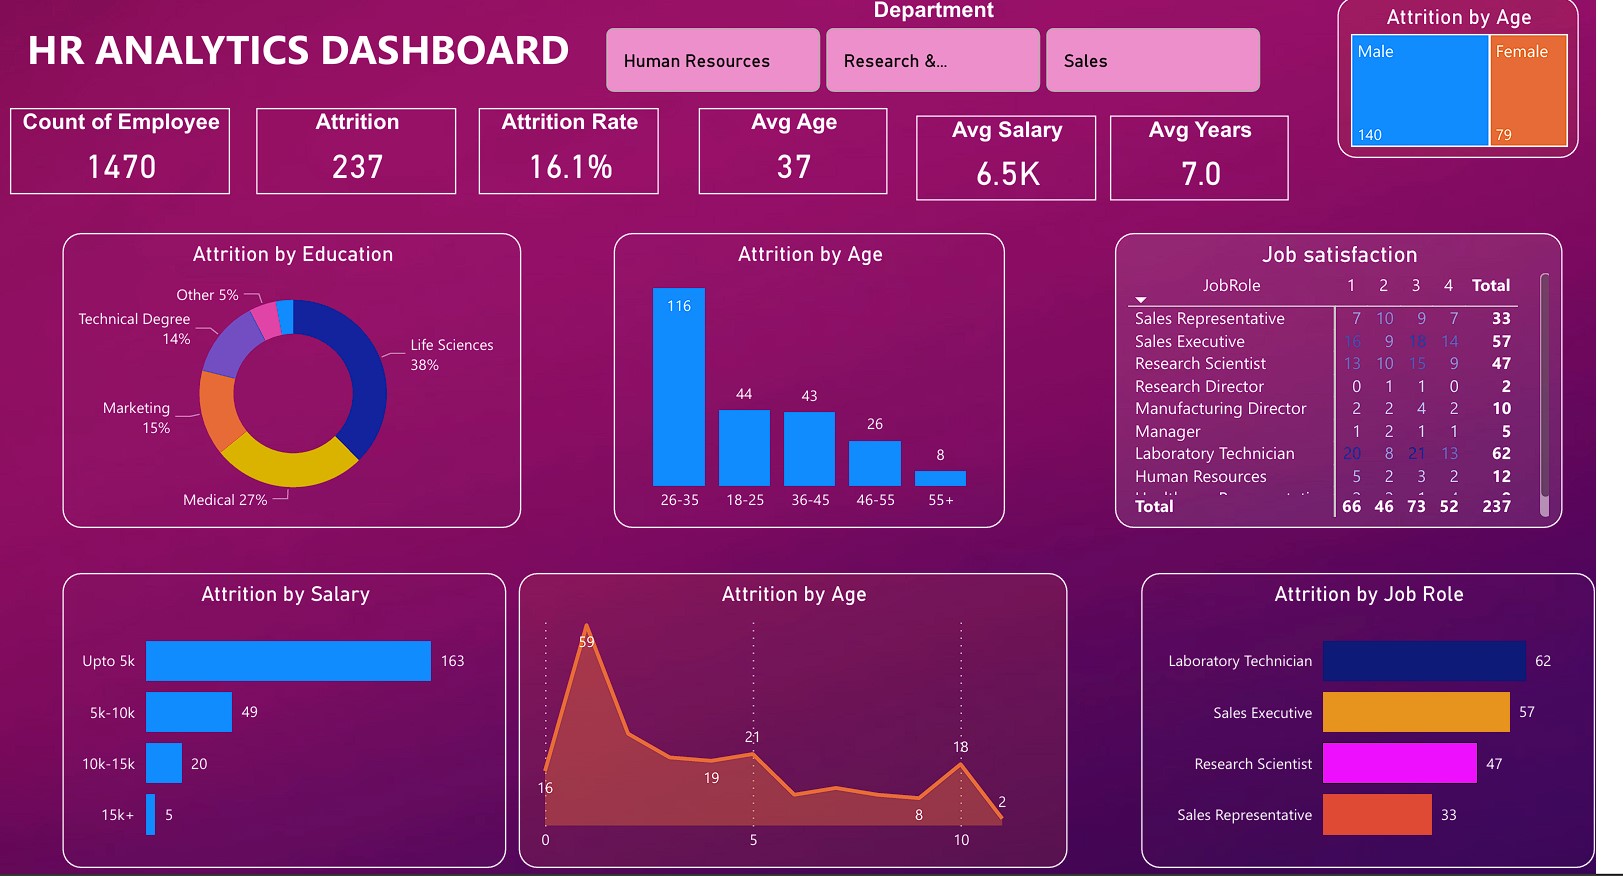 Department
HR ANALYTICS DASHBOARD
Human Resources
Research &...
Sales
Attrition by Age
Male
Female
140
79
Count of Employee
1470
Attrition
237
Attrition Rate
16.1%
Avg Age
37
Avg Salary
6.5K
Avg Years
7.0
Attrition by Education
Other 5%
Technical Degree
14%
Life Sciences
38%
Marketing
15%
Medical 27%
Attrition by Age
116
44
43
26
8
26-35 18-25 36-45 46-55 55+
Job satisfaction
JobRole 1 2 3 4 Total
Sales Representative 7 10 9 7 33
Sales Executive 16 9 18 14 57
Research Scientist 13 10 15 9 47
Research Director 0 1 1 0 2
Manufacturing Director 2 2 4 2 10
Manager 1 2 1 1 5
Laboratory Technician 20 8 21 13 62
Human Resources 5 2 3 2 12
Total 66 46 73 52 237
Attrition by Salary
Upto 5k 163
5k-10k 49
10k-15k 20
15k+ 5
Attrition by Age
59
21
18
19
16
8
2
0 5 10
Attrition by Job Role
Laboratory Technician 62
Sales Executive 57
Research Scientist 47
Sales Representative 33